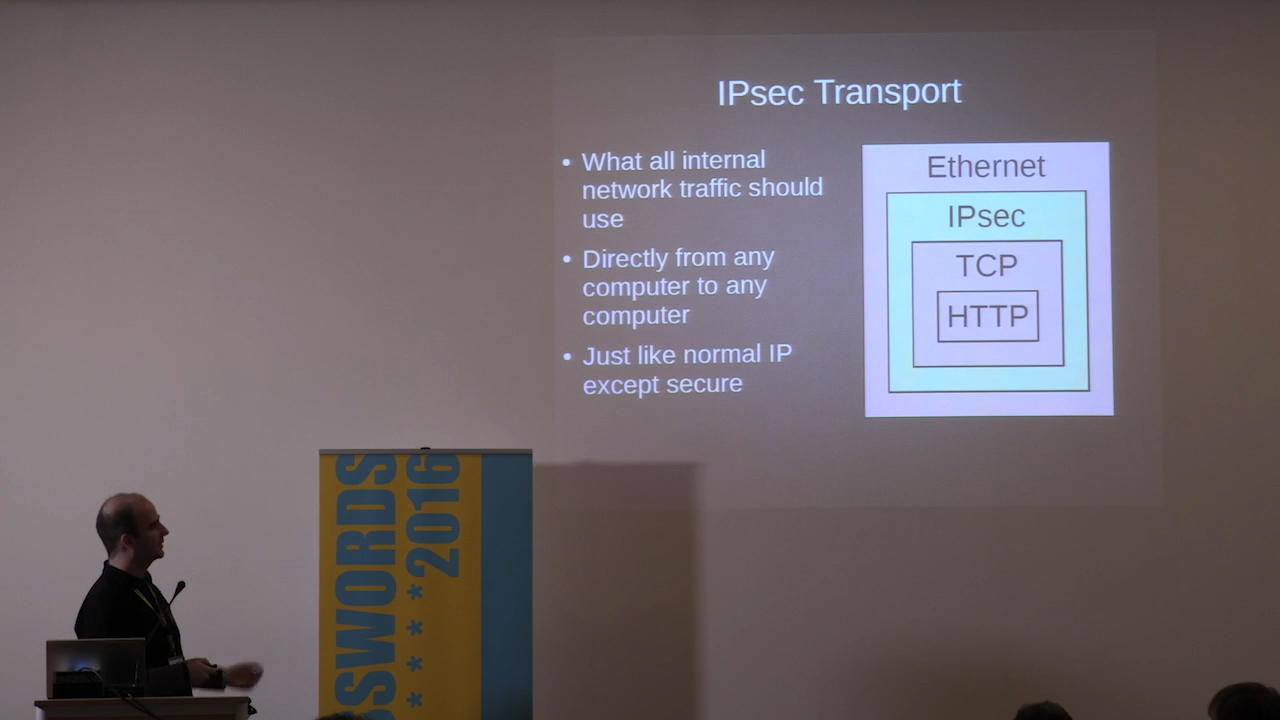 IPsec Transport
• What all internal
network traffic should
use
• Directly from any
computer to any
computer
• Just like normal IP
except secure
Ethernet
IPsec
TCP
HTTP
SSWORDS
* * * * 2016